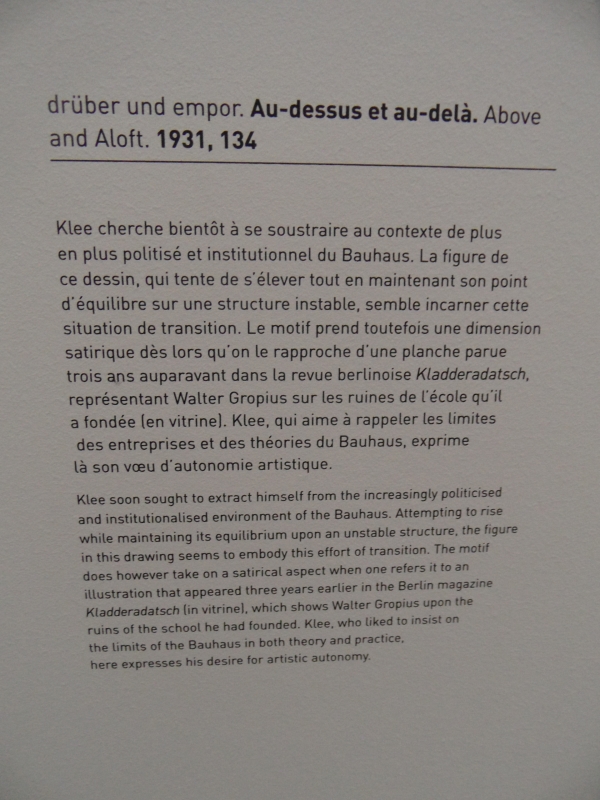 drüber und empor. Au-dessus et au-delà. Above
and Aloft. 1931, 134
Klee cherche bientôt à se soustraire au contexte de plus
en plus politisé et institutionnel du Bauhaus. La figure de
ce dessin, qui tente de s'élever tout en maintenant son point
d'équilibre sur une structure instable, semble incarner cette
situation de transition. Le motif prend toutefois une dimension
satirique dès lors qu'on le rapproche d'une planche parue
trois ans auparavant dans la revue berlinoise Kladderadatsch,
représentant Walter Gropius sur les ruines de l'école qu'il
a fondée (en vitrine). Klee, qui aime à rappeler les limites
des entreprises et des théories du Bauhaus, exprime
là son vœu d'autonomie artistique.
Klee soon sought to extract himself from the increasingly politicised
and institutionalised environment of the Bauhaus. Attempting to rise
while maintaining its equilibrium upon an unstable structure, the figure
in this drawing seems to embody this effort of transition. The motif
does however take on a satirical aspect when one refers it to an
illustration that appeared three years earlier in the Berlin magazine
Kladderadatsch (in vitrine), which shows Walter Gropius upon the
ruins of the school he had founded. Klee, who liked to insist on
the limits of the Bauhaus in both theory and practice,
here expresses his desire for artistic autonomy.